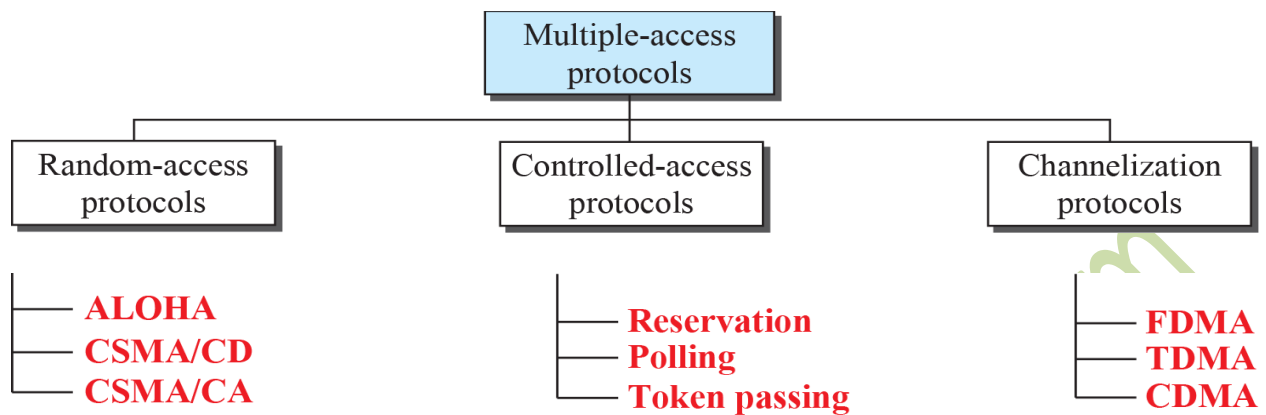 Multiple-access
protocols
Random-access
protocols
Controlled-access
protocols
Channelization
protocols
ALOHA
CSMA/CD
CSMA/CA
Reservation
Polling
Token passing
FDMA
TDMA
CDMA